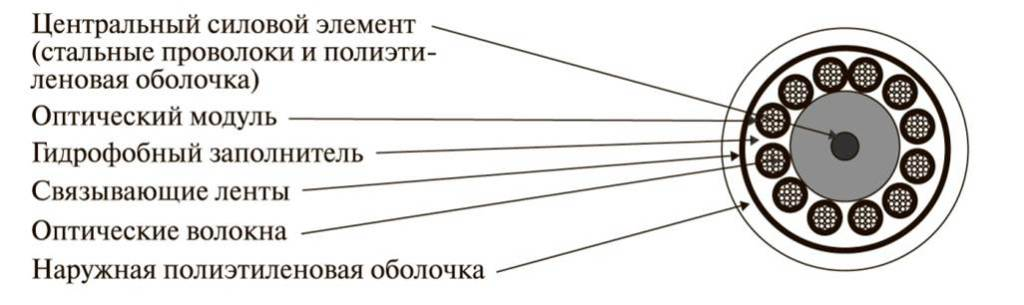 Центральный силовой элемент
(стальные проволоки и полиэти-
леновая оболочка)
Оптический модуль
Гидрофобный заполнитель
Связывающие ленты
Оптические волокна
Наружная полиэтиленовая оболочка